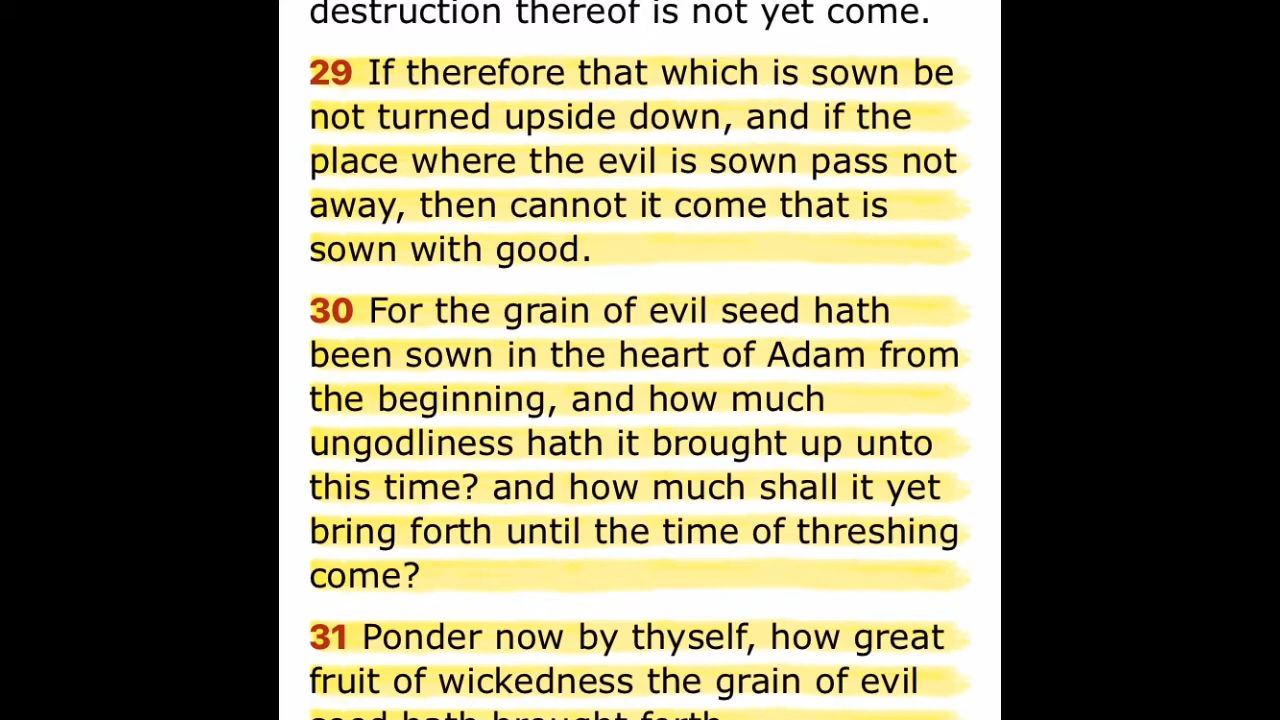 destruction thereof is not yet come.
29 If therefore that which is sown be
not turned upside down, and if the
place where the evil is sown pass not
away, then cannot it come that is
sown with good.
30 For the grain of evil seed hath
been sown in the heart of Adam from
the beginning, and how much
ungodliness hath it brought up unto
this time? and how much shall it yet
bring forth until the time of threshing
come?
31 Ponder now by thyself, how great
fruit of wickedness the grain of evil
seed hath brought forth